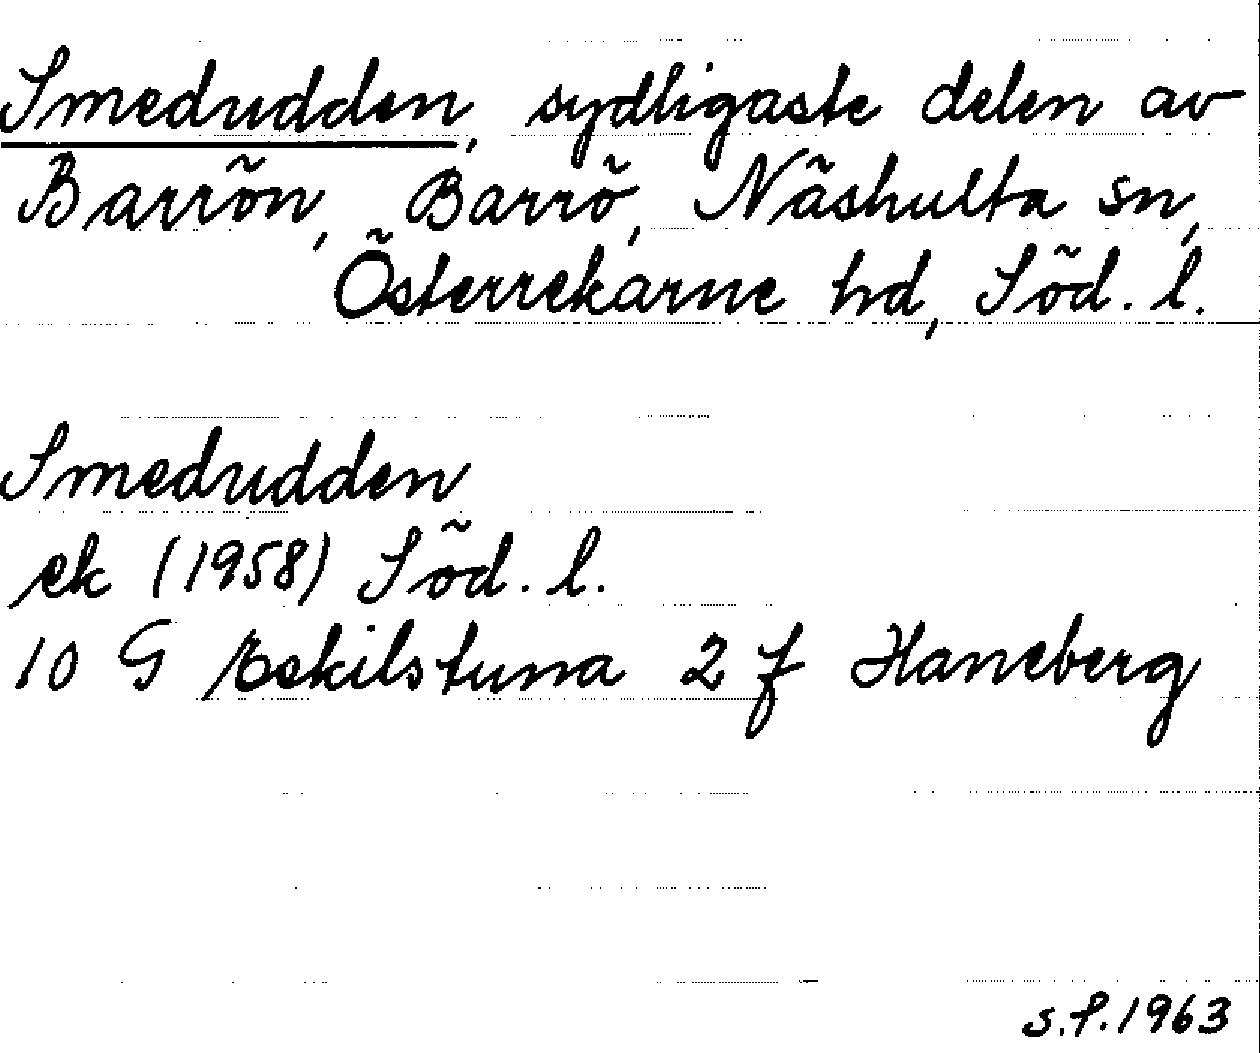 Smedudden, sydligaste delen av
Barrön, Barrö, Näshulta sn,
Österrekarne hd, Söd. l.
Smedudden
ek (1958) Söd. l.
10 G Eskilstuna 2 f Haneberg
s.f. 1963